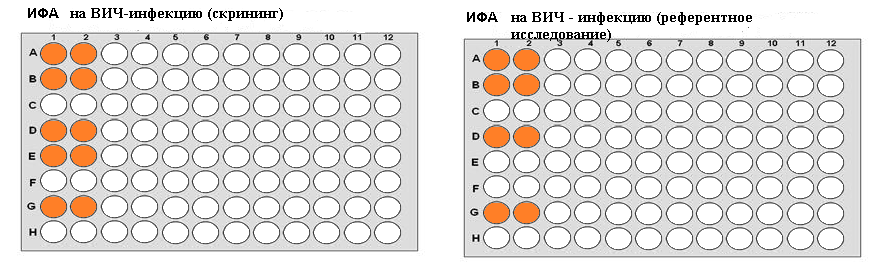 ИФА на ВИЧ-инфекцию (скрининг)
1 2 3 4 5 6 7 8 9 10 11 12
A
B
C
D
E
F
G
H
ИФА на ВИЧ - инфекцию (референтное
исследование)
1 2 3 4 5 6 7 8 9 10 11 12
A
B
C
D
E
F
G
H